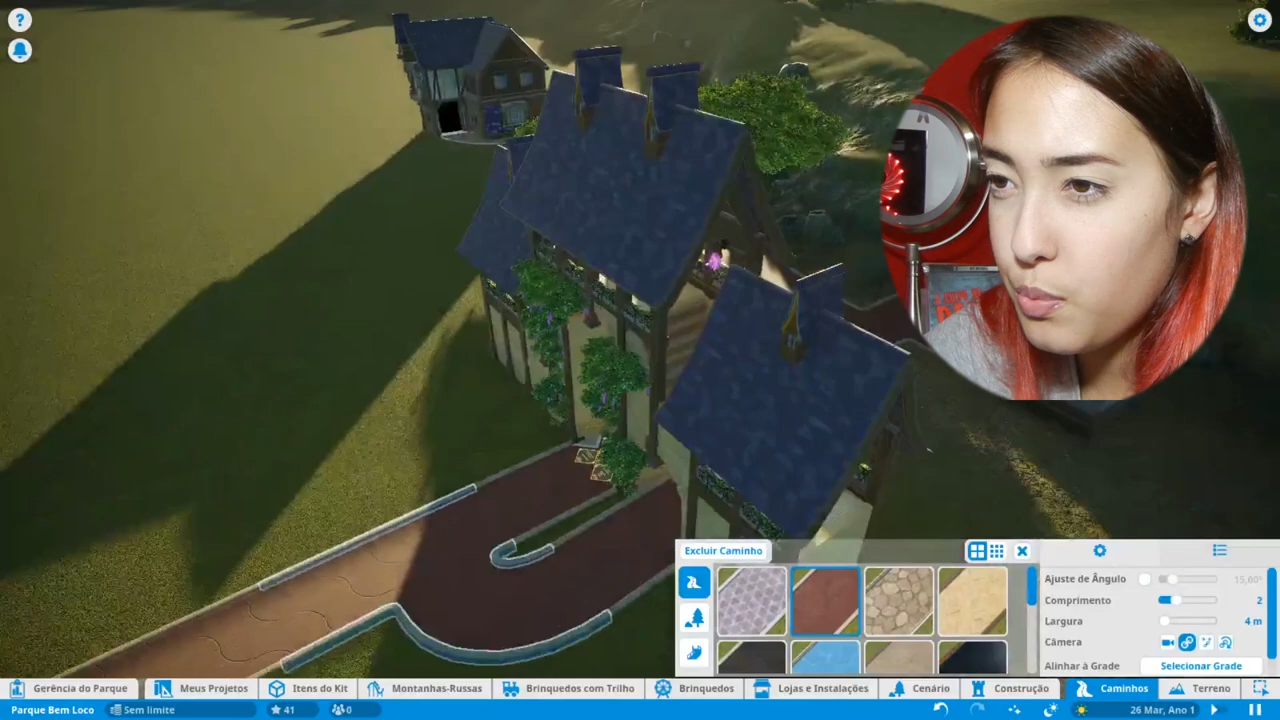 ?
Excluir Caminho
Ajuste de Ângulo 15,00°
Comprimento 2
Largura 4 m
Câmera
Alinhar à Grade Selecionar Grade
Gerência do Parque Meus Projetos Itens do Kit Montanhas-Russas Brinquedos com Trilho Brinquedos Lojas e Instalações Cenário Construção Caminhos Terreno
Parque Bem Loco Sem limite 41 0 26 Mar, Ano 1